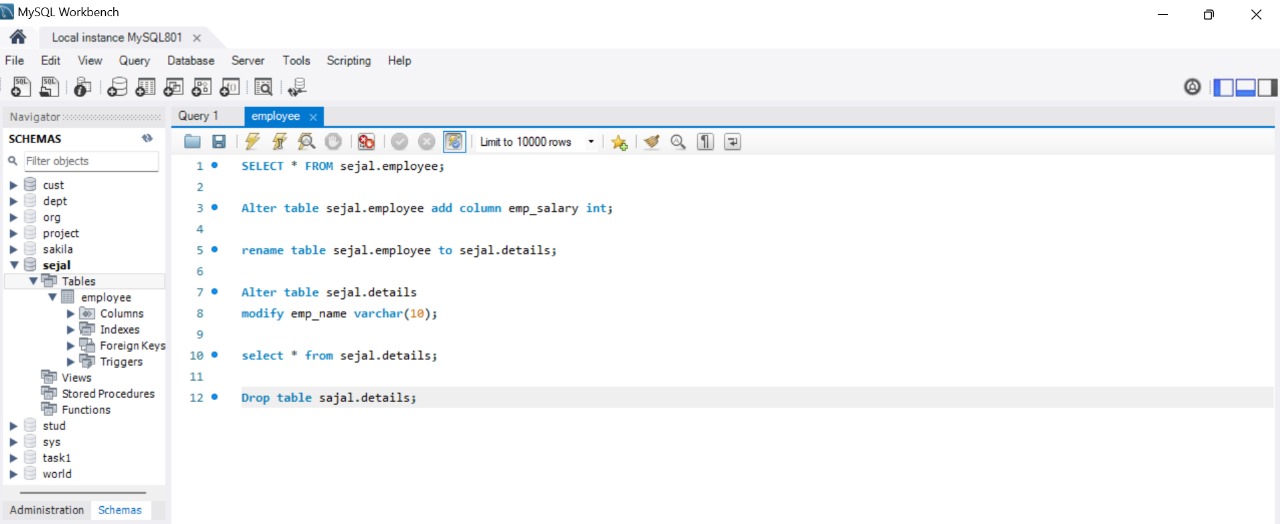 MySQL Workbench
Local instance MySQL801
File Edit View Query Database Server Tools Scripting Help
Navigator
SCHEMAS
Filter objects
cust
dept
org
project
sakila
sejal
Tables
employee
Columns
Indexes
Foreign Keys
Triggers
Views
Stored Procedures
Functions
stud
sys
task1
world
Administration Schemas
Query 1 employee
Limit to 10000 rows
1 SELECT * FROM sejal.employee;
2
3 Alter table sejal.employee add column emp_salary int;
4
5 rename table sejal.employee to sejal.details;
6
7 Alter table sejal.details
8 modify emp_name varchar(10);
9
10 select * from sejal.details;
11
12 Drop table sajal.details;